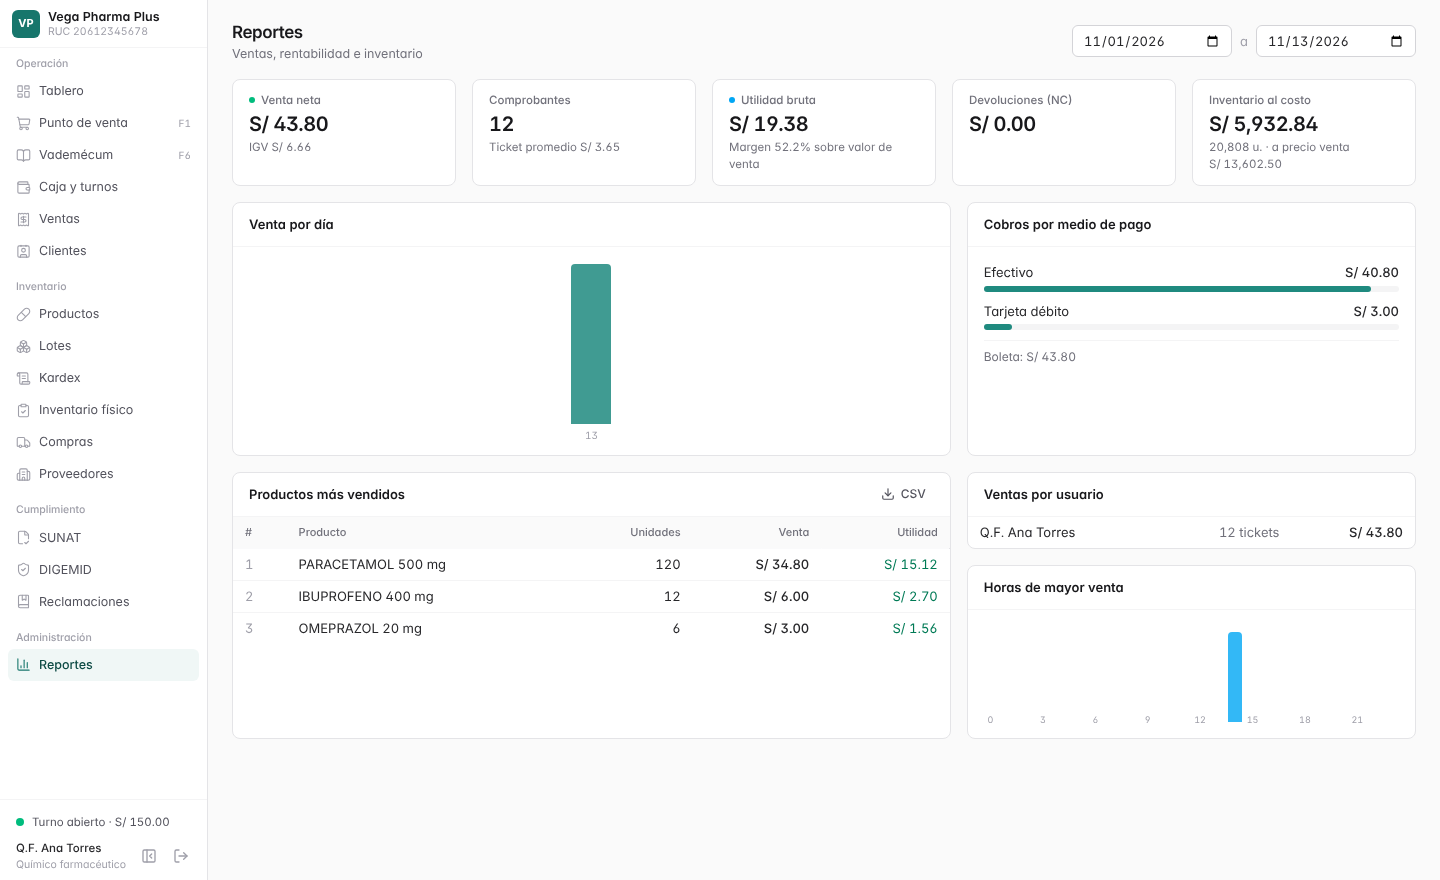 VP
Vega Pharma Plus
RUC 20612345678
Operación
Tablero
Punto de venta F1
Vademécum F6
Caja y turnos
Ventas
Clientes
Inventario
Productos
Lotes
Kardex
Inventario físico
Compras
Proveedores
Cumplimiento
SUNAT
DIGEMID
Reclamaciones
Administración
Reportes
Turno abierto · S/ 150.00
Q.F. Ana Torres
Químico farmacéutico
Reportes
Ventas, rentabilidad e inventario
11/01/2026 a 11/13/2026
Venta neta
S/ 43.80
IGV S/ 6.66
Comprobantes
12
Ticket promedio S/ 3.65
Utilidad bruta
S/ 19.38
Margen 52.2% sobre valor de
venta
Devoluciones (NC)
S/ 0.00
Inventario al costo
S/ 5,932.84
20,808 u. · a precio venta
S/ 13,602.50
Venta por día
13
Cobros por medio de pago
Efectivo S/ 40.80
Tarjeta débito S/ 3.00
Boleta: S/ 43.80
Productos más vendidos CSV
# Producto Unidades Venta Utilidad
1 PARACETAMOL 500 mg 120 S/ 34.80 S/ 15.12
2 IBUPROFENO 400 mg 12 S/ 6.00 S/ 2.70
3 OMEPRAZOL 20 mg 6 S/ 3.00 S/ 1.56
Ventas por usuario
Q.F. Ana Torres 12 tickets S/ 43.80
Horas de mayor venta
0 3 6 9 12 15 18 21